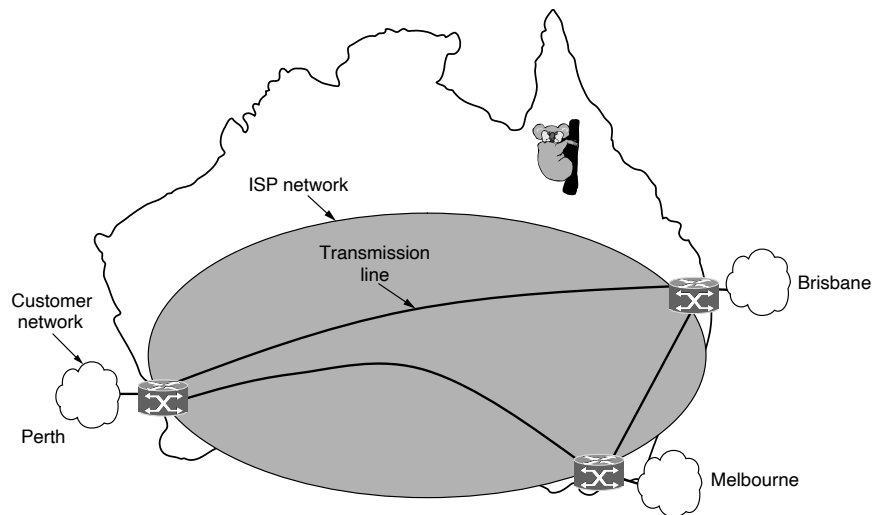 ISP network
Transmission
line
Customer
network
Brisbane
Perth
Melbourne